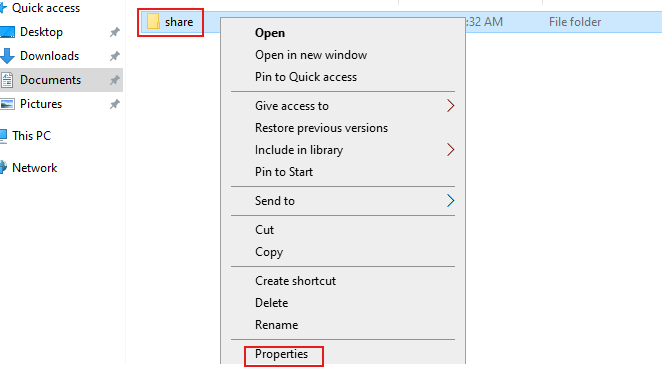 Quick access
Desktop
Downloads
Documents
Pictures
This PC
Network
share
:32 AM
File folder
Open
Open in new window
Pin to Quick access
Give access to
Restore previous versions
Include in library
Pin to Start
Send to
Cut
Copy
Create shortcut
Delete
Rename
Properties